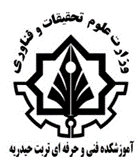 وزارت علوم تحقیقات و فناوری
آموزشکده فنی و حرفه ای تربت حیدریه